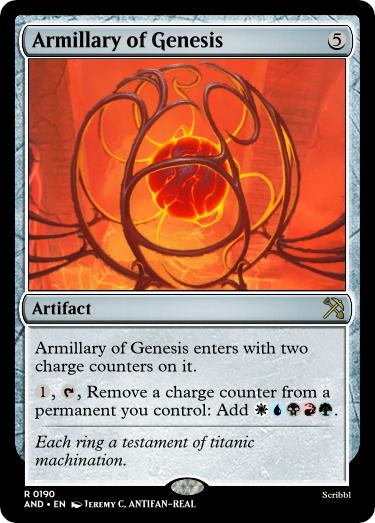 Armillary of Genesis 5
Artifact
Armillary of Genesis enters with two
charge counters on it.
1, , Remove a charge counter from a
permanent you control: Add .
Each ring a testament of titanic
machination.
R 0190 Scribbl
AND • EN JEREMY C, ANTIFAN-REAL